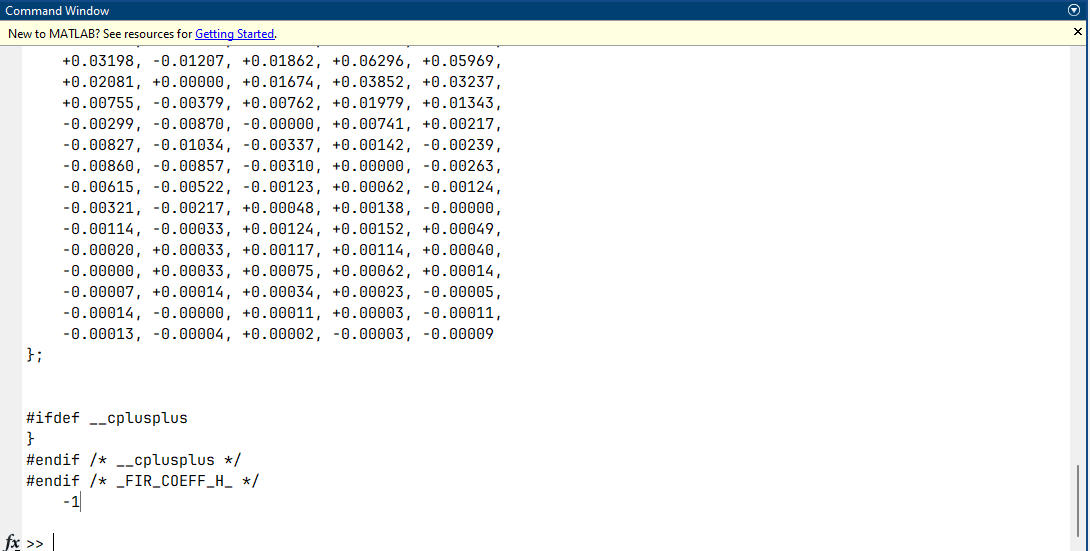 Command Window
New to MATLAB? See resources for Getting Started.
+0.03198, -0.01207, +0.01862, +0.06296, +0.05969,
+0.02081, +0.00000, +0.01674, +0.03852, +0.03237,
+0.00755, -0.00379, +0.00762, +0.01979, +0.01343,
-0.00299, -0.00870, -0.00000, +0.00741, +0.00217,
-0.00827, -0.01034, -0.00337, +0.00142, -0.00239,
-0.00860, -0.00857, -0.00310, +0.00000, -0.00263,
-0.00615, -0.00522, -0.00123, +0.00062, -0.00124,
-0.00321, -0.00217, +0.00048, +0.00138, -0.00000,
-0.00114, -0.00033, +0.00124, +0.00152, +0.00049,
-0.00020, +0.00033, +0.00117, +0.00114, +0.00040,
-0.00000, +0.00033, +0.00075, +0.00062, +0.00014,
-0.00007, +0.00014, +0.00034, +0.00023, -0.00005,
-0.00014, -0.00000, +0.00011, +0.00003, -0.00011,
-0.00013, -0.00004, +0.00002, -0.00003, -0.00009
};
#ifdef __cplusplus
}
#endif /* __cplusplus */
#endif /* _FIR_COEFF_H_ */
-1
fx >>